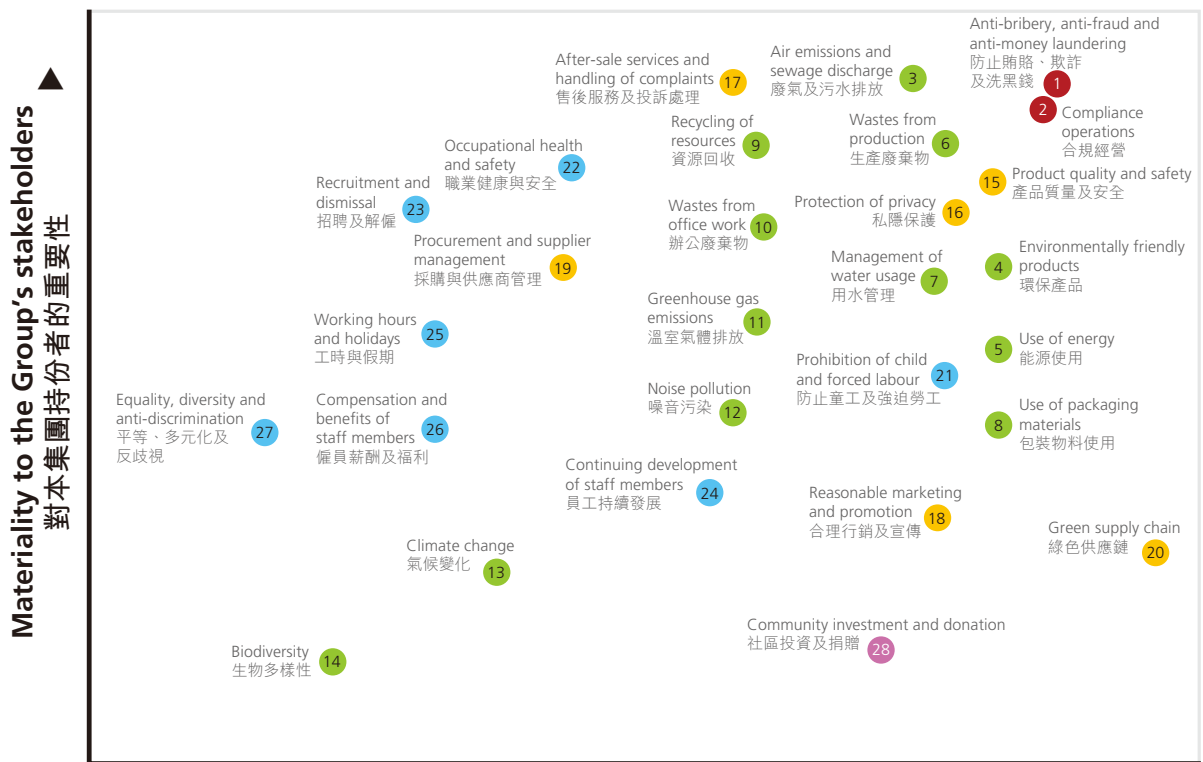 Materiality to the Group's stakeholders ▲
對本集團持份者的重要性
Anti-bribery, anti-fraud and
anti-money laundering
防止賄賂、欺詐
及洗黑錢
1
2
Compliance
operations
合規經營
Air emissions and
sewage discharge
廢氣及污水排放
3
After-sale services and
handling of complaints
售後服務及投訴處理
17
Recycling of
resources
資源回收
9
Wastes from
production
生產廢棄物
6
Occupational health
and safety
職業健康與安全
22
Product quality and safety
產品質量及安全
15
Recruitment and
dismissal
招聘及解僱
23
Wastes from
office work
辦公廢棄物
10
Protection of privacy
私隱保護
16
Procurement and supplier
management
採購與供應商管理
19
Management of
water usage
用水管理
7
Environmentally friendly
products
環保產品
4
Greenhouse gas
emissions
溫室氣體排放
11
Working hours
and holidays
工時與假期
25
Use of energy
能源使用
5
Prohibition of child
and forced labour
防止童工及強迫勞工
21
Noise pollution
噪音污染
12
Equality, diversity and
anti-discrimination
平等、多元化及
反歧視
27
Compensation and
benefits of
staff members
僱員薪酬及福利
26
Use of packaging
materials
包裝物料使用
8
Continuing development
of staff members
員工持續發展
24
Reasonable marketing
and promotion
合理行銷及宣傳
18
Green supply chain
綠色供應鏈
20
Climate change
氣候變化
13
Community investment and donation
社區投資及捐贈
28
Biodiversity
生物多樣性
14